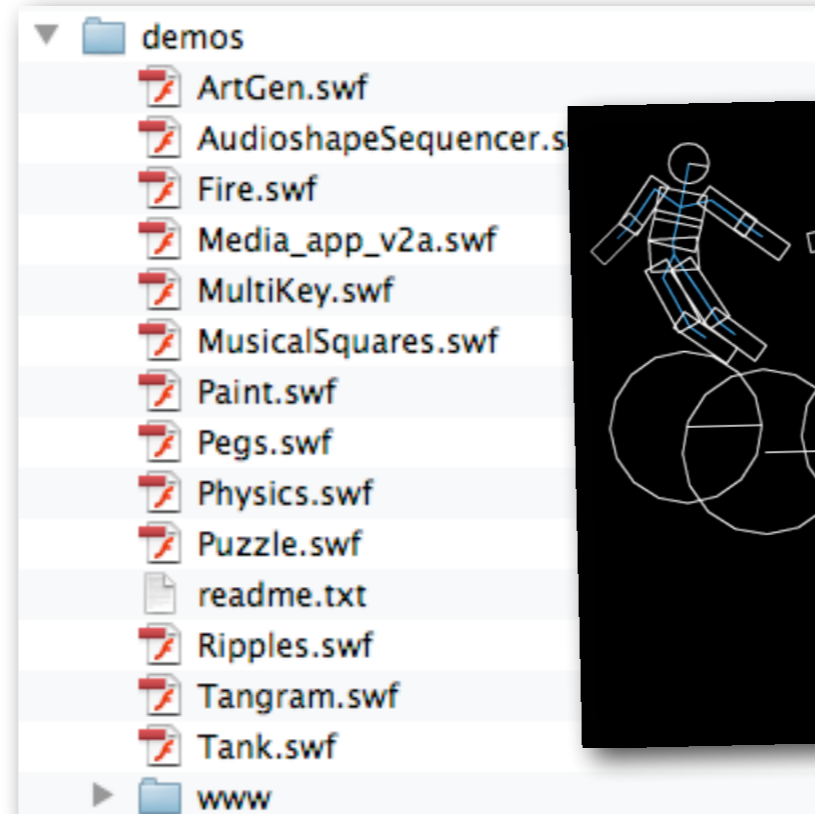 demos
ArtGen.swf
AudioshapeSequencer.s
Fire.swf
Media_app_v2a.swf
MultiKey.swf
MusicalSquares.swf
Paint.swf
Pegs.swf
Physics.swf
Puzzle.swf
readme.txt
Ripples.swf
Tangram.swf
Tank.swf
www